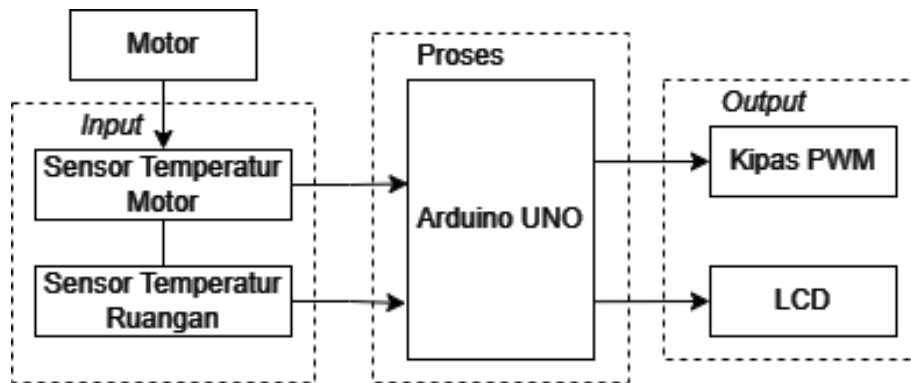 Motor
Input
Sensor Temperatur
Motor
Sensor Temperatur
Ruangan
Proses
Arduino UNO
Output
Kipas PWM
LCD